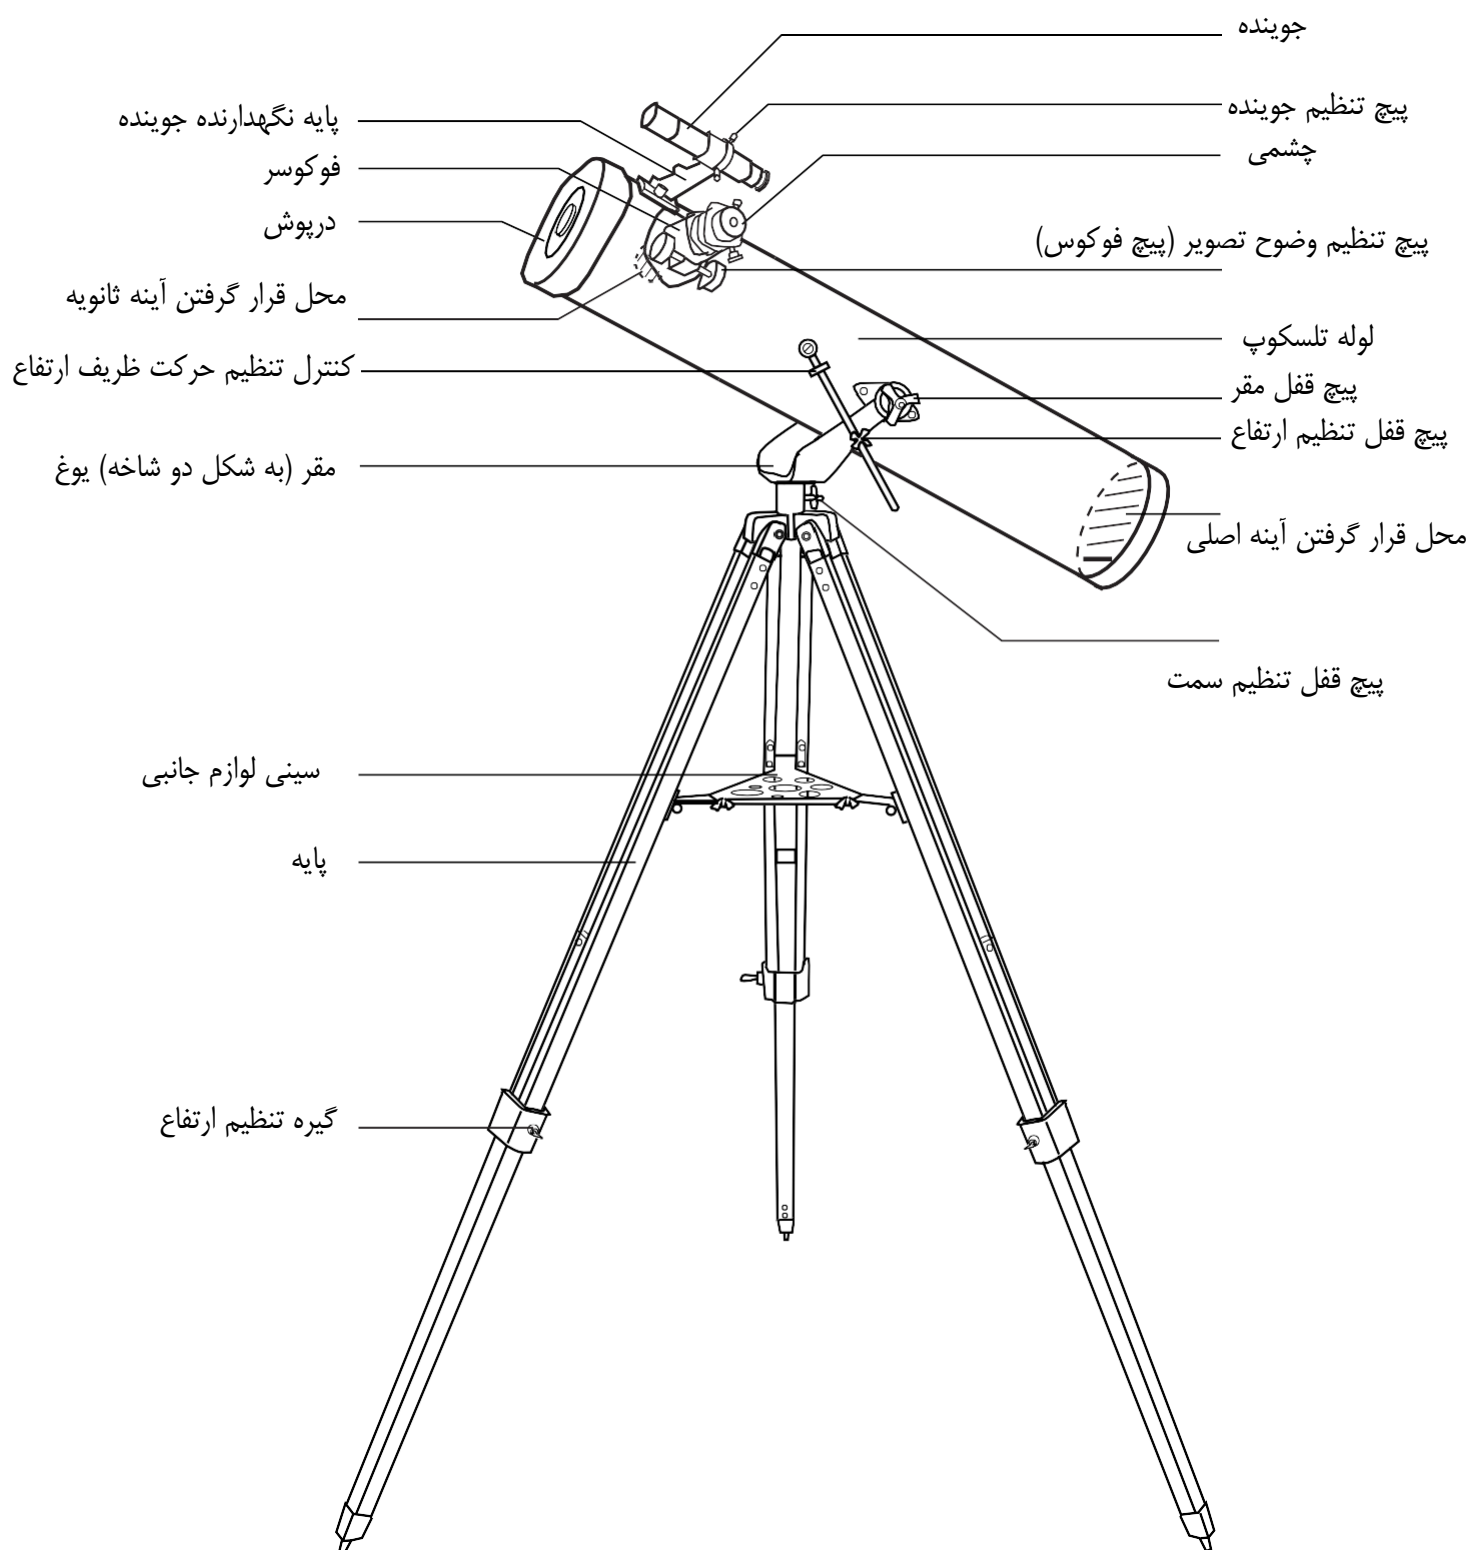 جوینده
پیچ تنظیم جوینده
پایه نگهدارنده جوینده
چشمی
فوکوسر
درپوش
پیچ تنظیم وضوح تصویر (پیچ فوکوس)
محل قرار گرفتن آینه ثانویه
لوله تلسکوپ
کنترل تنظیم حرکت ظریف ارتفاع
پیچ قفل مقر
پیچ قفل تنظیم ارتفاع
مقر (به شکل دو شاخه) یوغ
محل قرار گرفتن آینه اصلی
پیچ قفل تنظیم سمت
سینی لوازم جانبی
پایه
گیره تنظیم ارتفاع